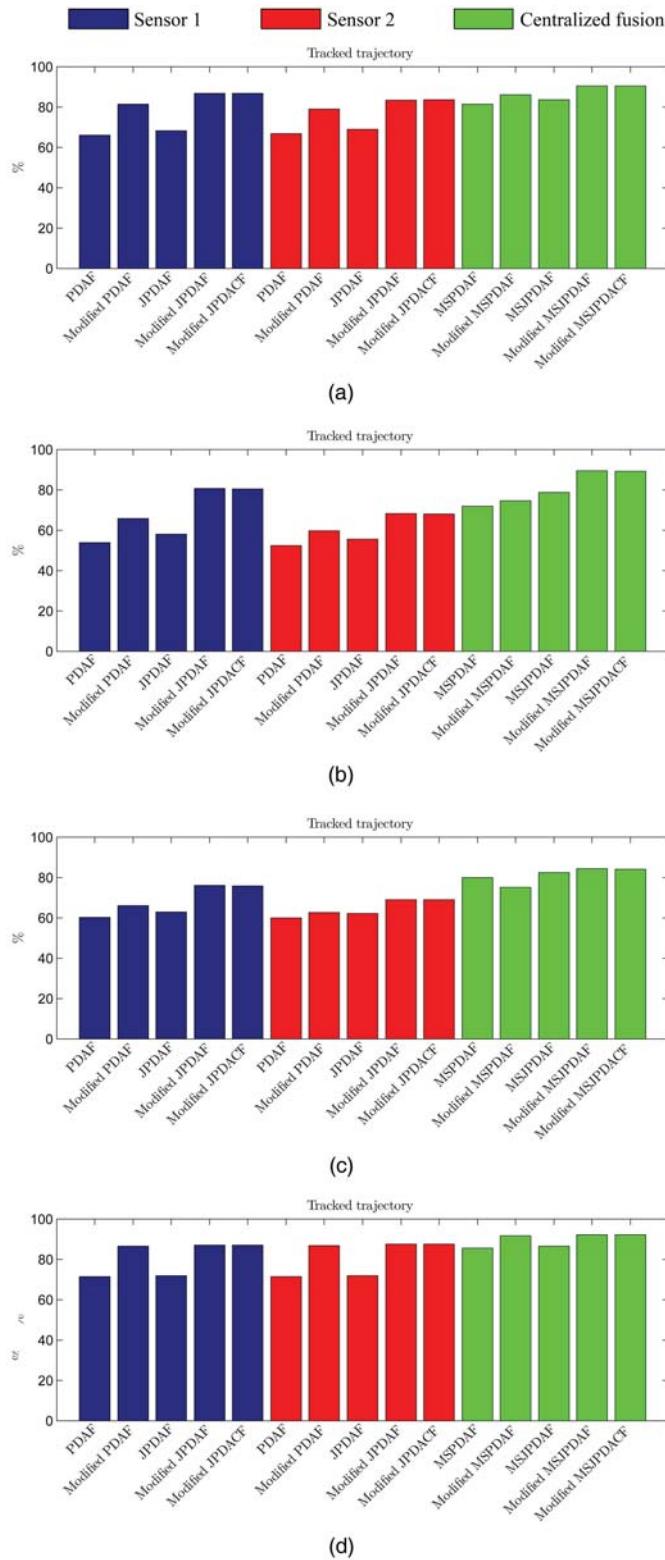 Sensor 1 Sensor 2 Centralized fusion
Tracked trajectory
100
80
60
40
20
0
%
PDAF
Modified PDAF
JPDAF
Modified JPDAF
Modified JPDACF
PDAF
Modified PDAF
JPDAF
Modified JPDAF
Modified JPDACF
MSPDAF
Modified MSPDAF
MSJPDAF
Modified MSJPDAF
Modified MSJPDACF
(a)
Tracked trajectory
100
80
60
40
20
0
%
PDAF
Modified PDAF
JPDAF
Modified JPDAF
Modified JPDACF
PDAF
Modified PDAF
JPDAF
Modified JPDAF
Modified JPDACF
MSPDAF
Modified MSPDAF
MSJPDAF
Modified MSJPDAF
Modified MSJPDACF
(b)
Tracked trajectory
100
80
60
40
20
0
%
PDAF
Modified PDAF
JPDAF
Modified JPDAF
Modified JPDACF
PDAF
Modified PDAF
JPDAF
Modified JPDAF
Modified JPDACF
MSPDAF
Modified MSPDAF
MSJPDAF
Modified MSJPDAF
Modified MSJPDACF
(c)
Tracked trajectory
100
80
60
40
20
0
PDAF
Modified PDAF
JPDAF
Modified JPDAF
Modified JPDACF
PDAF
Modified PDAF
JPDAF
Modified JPDAF
Modified JPDACF
MSPDAF
Modified MSPDAF
MSJPDAF
Modified MSJPDAF
Modified MSJPDACF
(d)